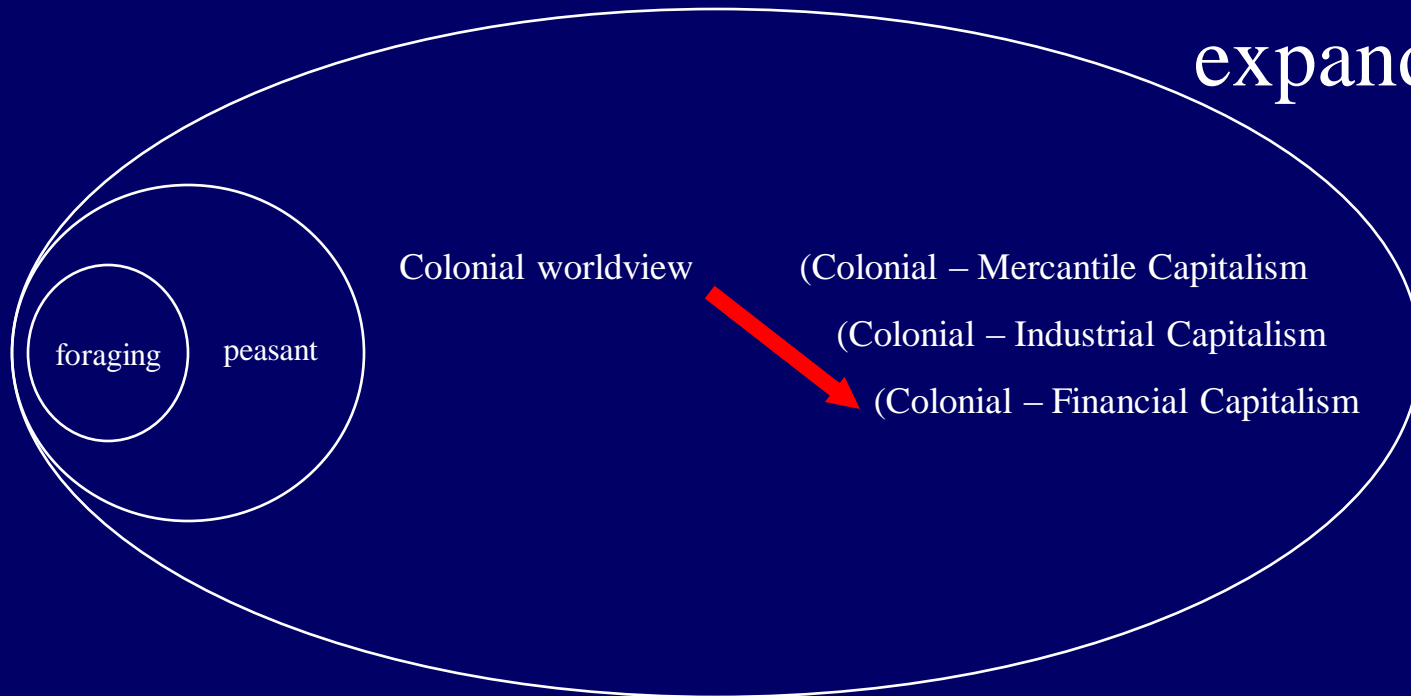 expand
Colonial worldview
(Colonial – Mercantile Capitalism
(Colonial – Industrial Capitalism
(Colonial – Financial Capitalism
foraging
peasant